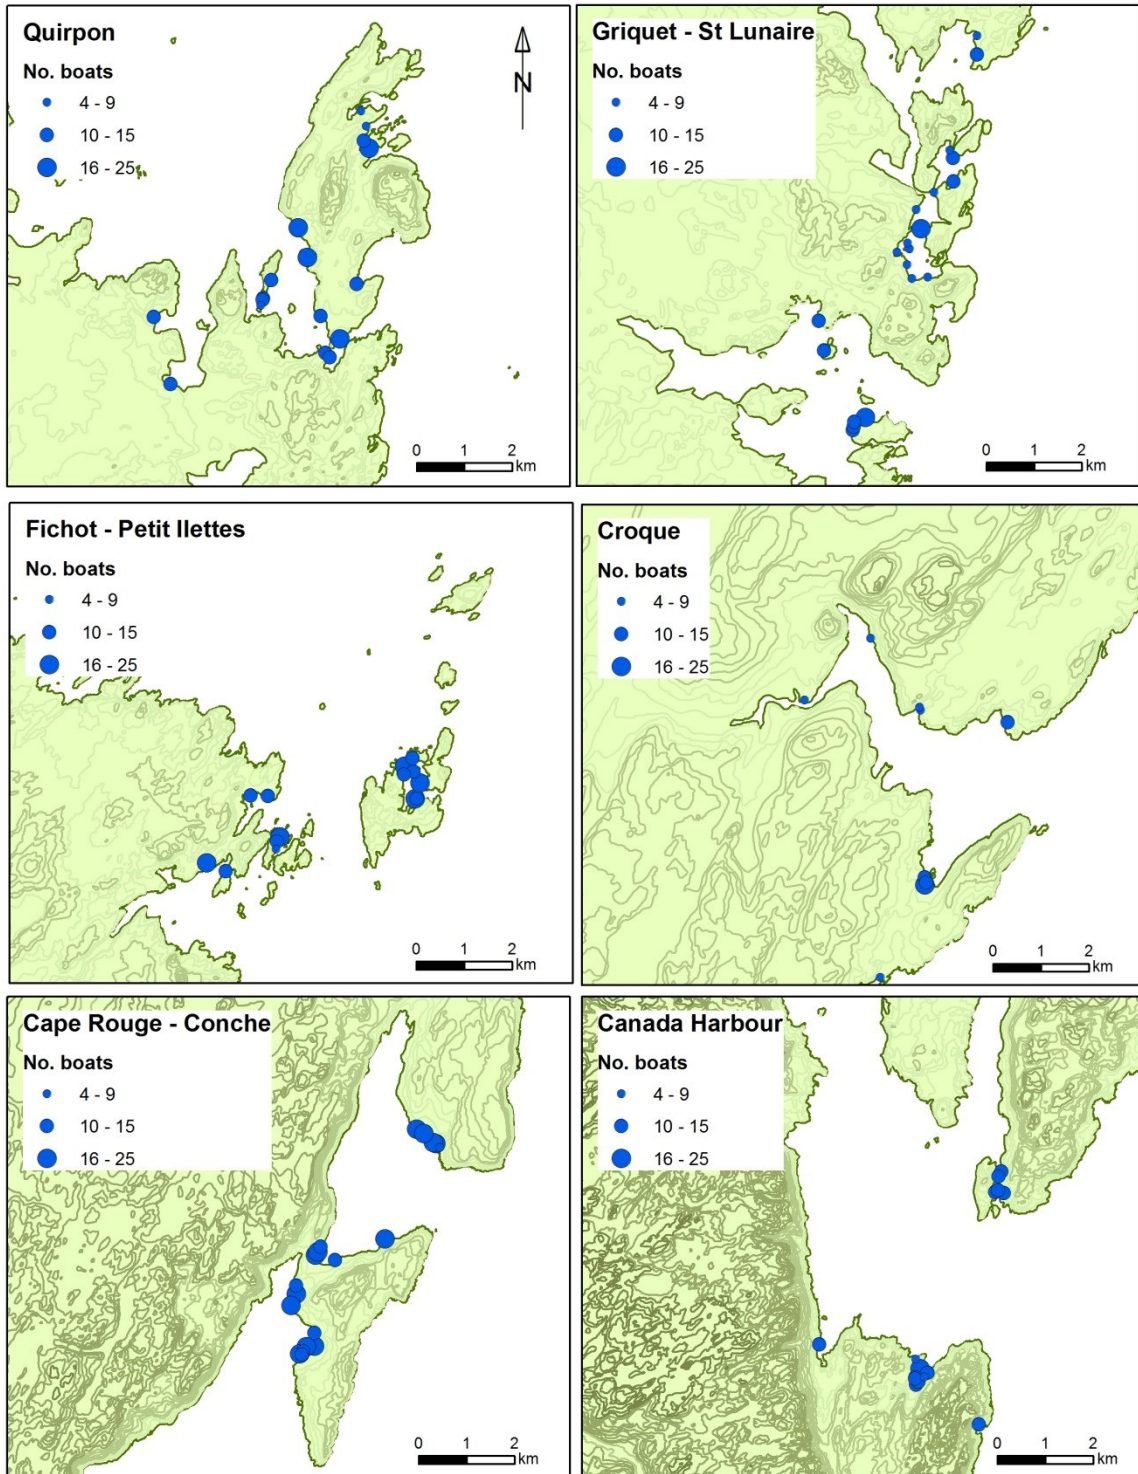 Quirpon
No. boats
4 - 9
10 - 15
16 - 25
N
0 1 2
km
Griquet - St Lunaire
No. boats
4 - 9
10 - 15
16 - 25
0 1 2
km
Fichot - Petit Ilettes
No. boats
4 - 9
10 - 15
16 - 25
0 1 2
km
Croque
No. boats
4 - 9
10 - 15
16 - 25
0 1 2
km
Cape Rouge - Conche
No. boats
4 - 9
10 - 15
16 - 25
0 1 2
km
Canada Harbour
No. boats
4 - 9
10 - 15
16 - 25
0 1 2
km